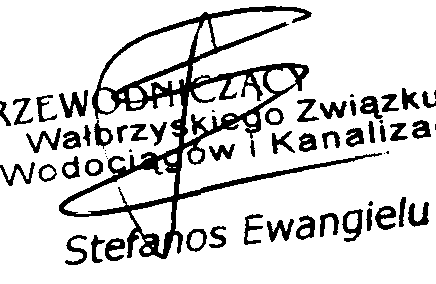 RZEWODNICZĄCY
Wałbrzyskiego Związku
Wodociągów i Kanaliza
Stefanos Ewangielu